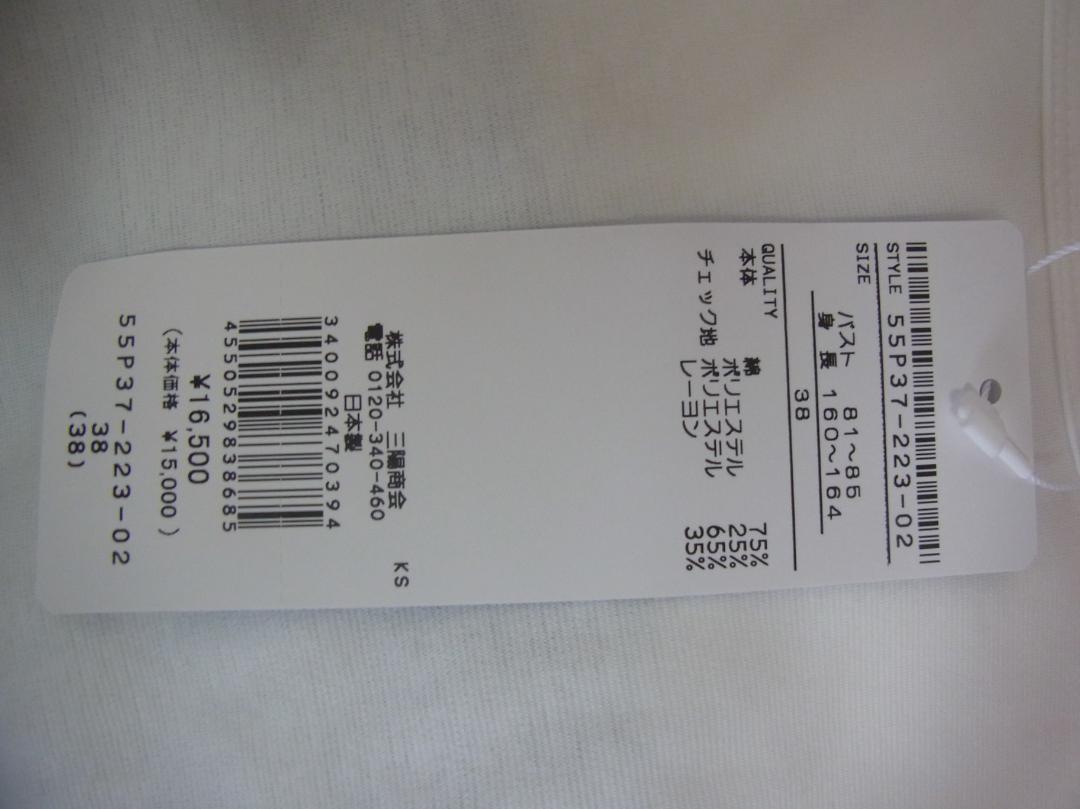 STYLE 55P37-223-02
SIZE
バスト 81〜85
身長 160〜164
38
QUALITY
本体 綿 75%
ポリエステル 25%
チェック地 ポリエステル 65%
レーヨン 35%
KS
株式会社 三陽商会
電話 0120-340-460
日本製
3400924470394
4550529838685
¥16,500
(本体価格 ¥15,000 )
55P37-223-02
38
(38)